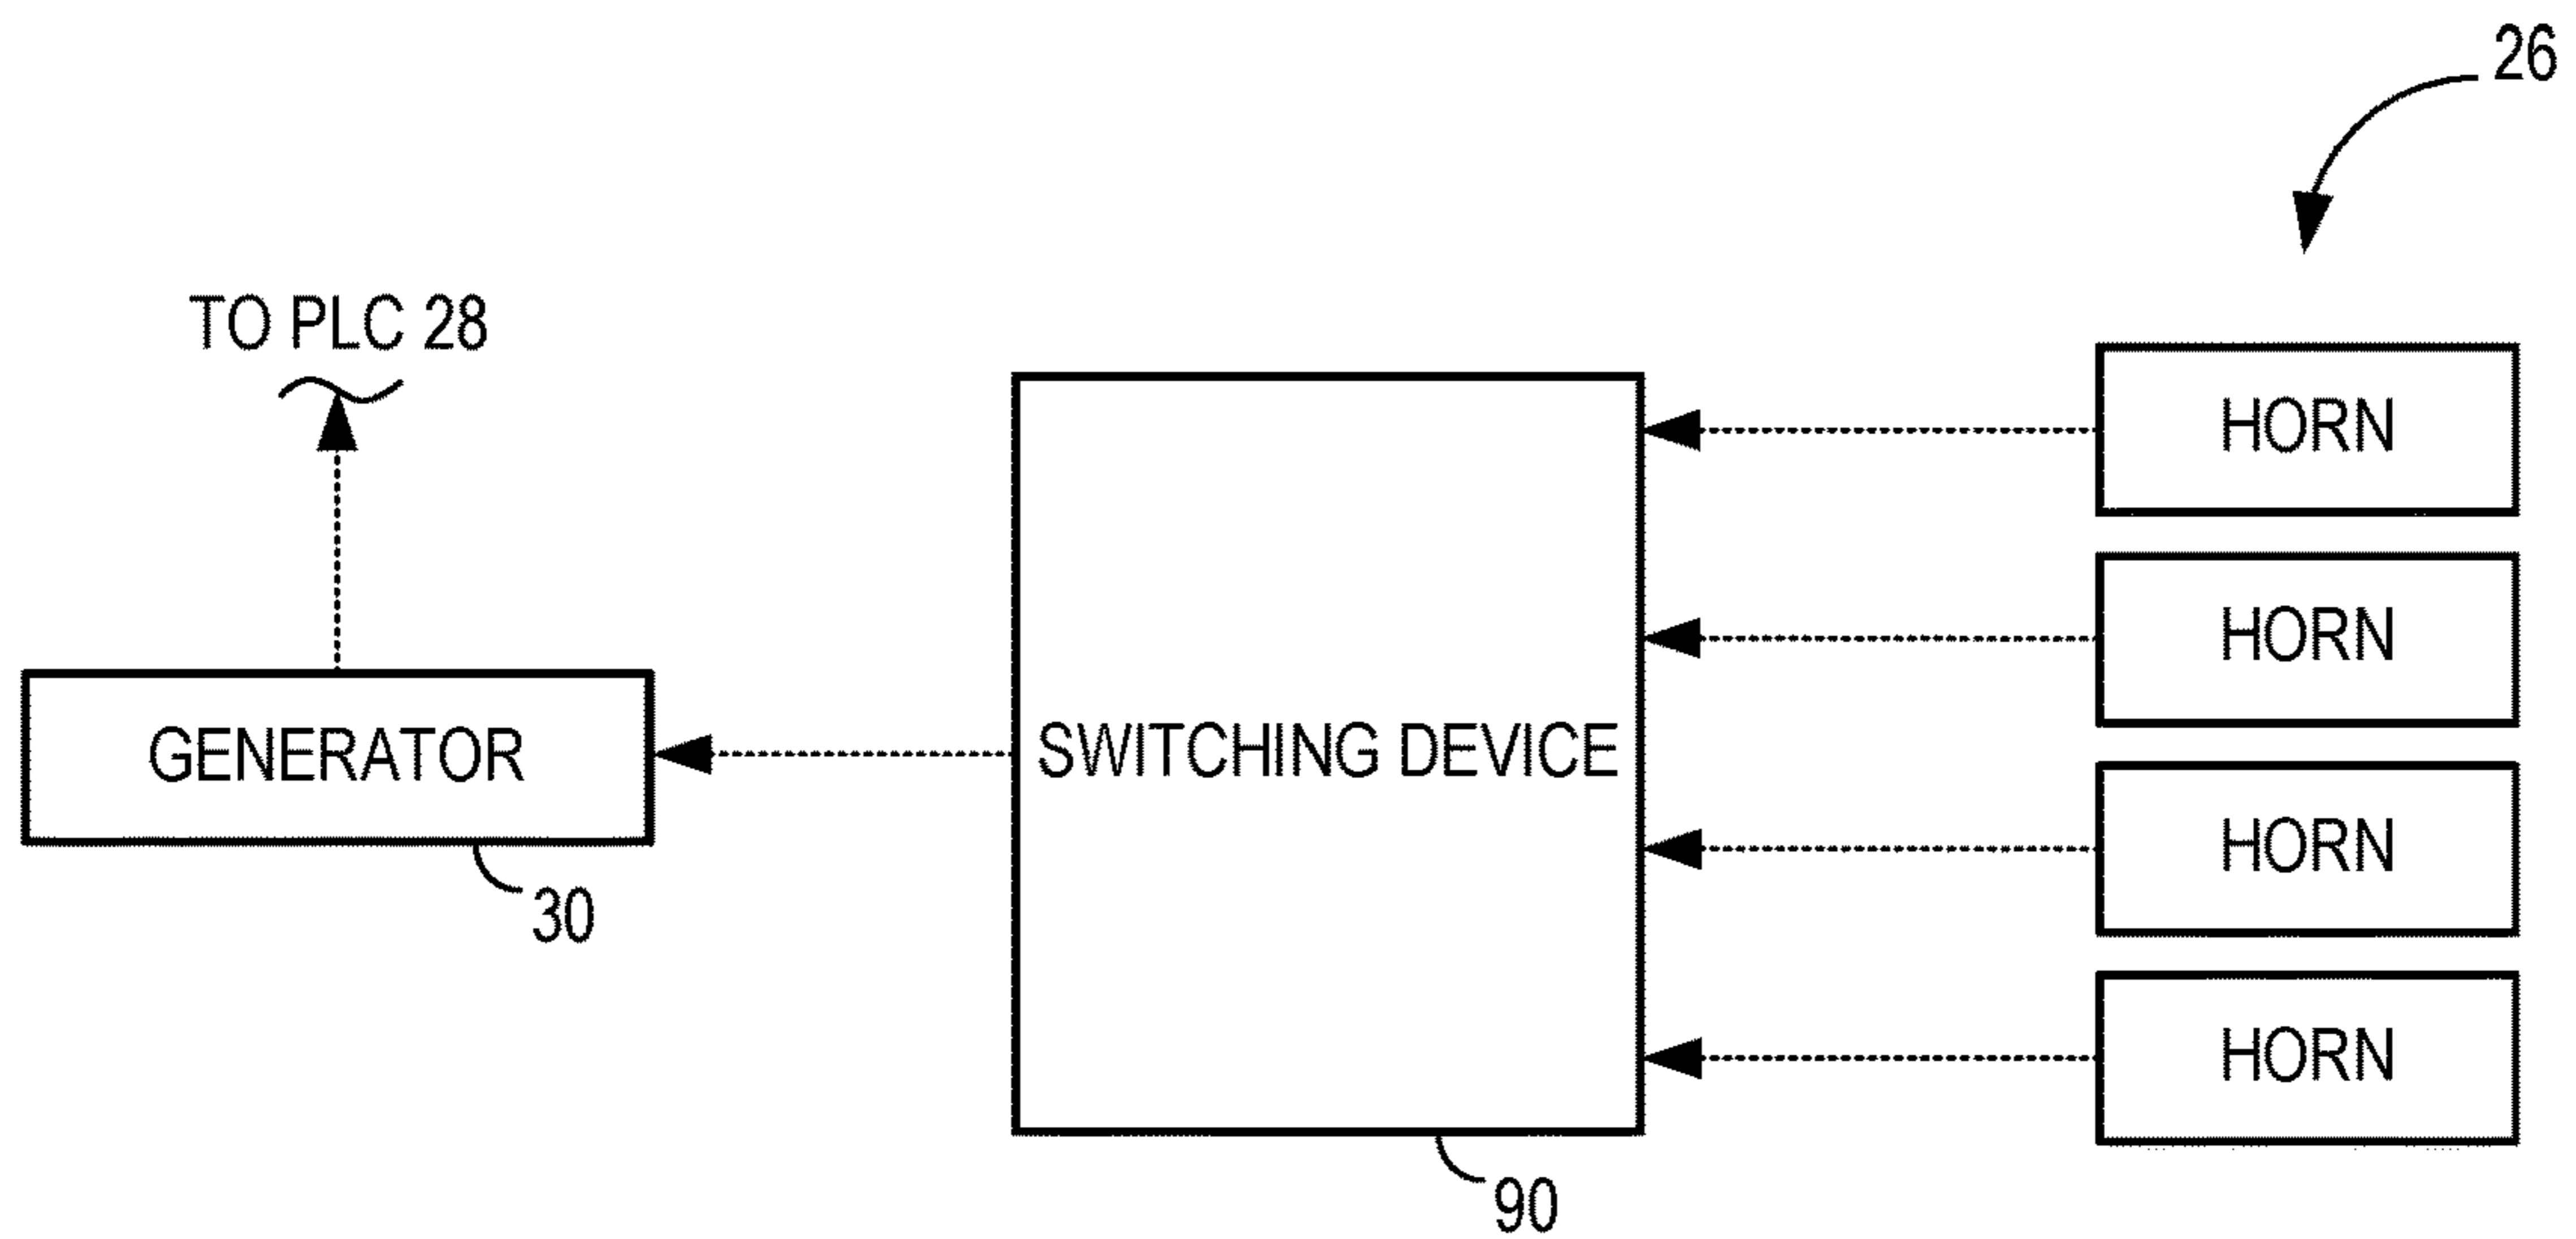 26
TO PLC 28
HORN
HORN
SWITCHING DEVICE
GENERATOR
HORN
30
HORN
90